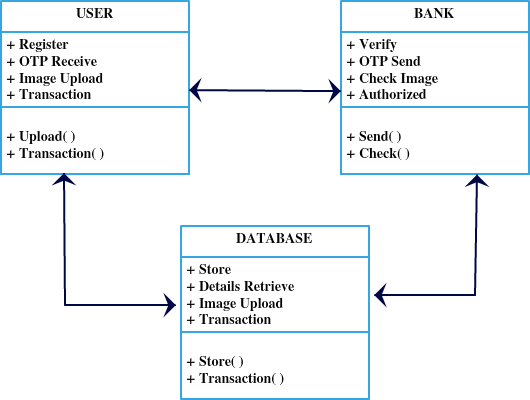 USER
+ Register
+ OTP Receive
+ Image Upload
+ Transaction
+ Upload( )
+ Transaction( )
BANK
+ Verify
+ OTP Send
+ Check Image
+ Authorized
+ Send( )
+ Check( )
DATABASE
+ Store
+ Details Retrieve
+ Image Upload
+ Transaction
+ Store( )
+ Transaction( )